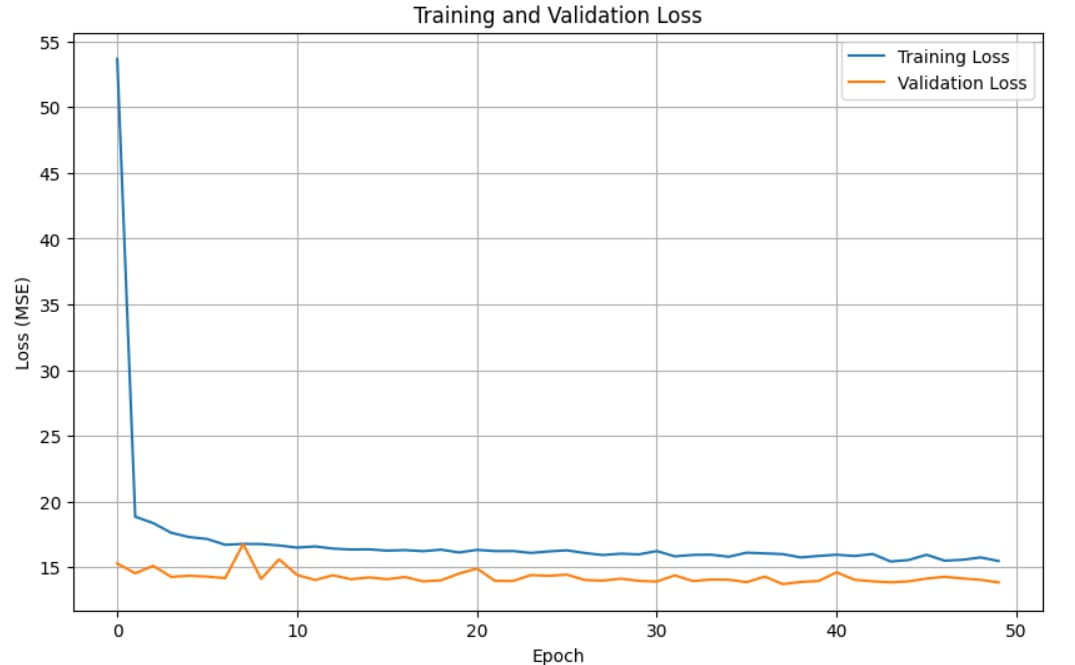 Training and Validation Loss
Training Loss
Validation Loss
Loss (MSE)
55
50
45
40
35
30
25
20
15
0 10 20 30 40 50
Epoch